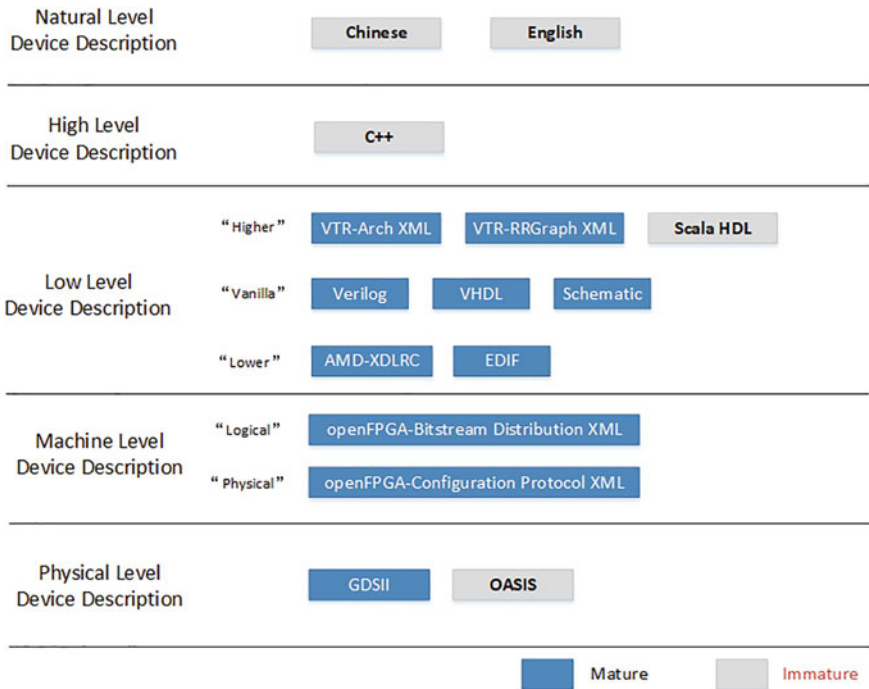 Natural Level
Device Description
Chinese English
High Level
Device Description
C++
Low Level
Device Description
“Higher” VTR-Arch XML VTR-RRGraph XML Scala HDL
“Vanilla” Verilog VHDL Schematic
“Lower” AMD-XDLRC EDIF
Machine Level
Device Description
“Logical” openFPGA-Bitstream Distribution XML
“Physical” openFPGA-Configuration Protocol XML
Physical Level
Device Description
GDSII OASIS
Mature Immature